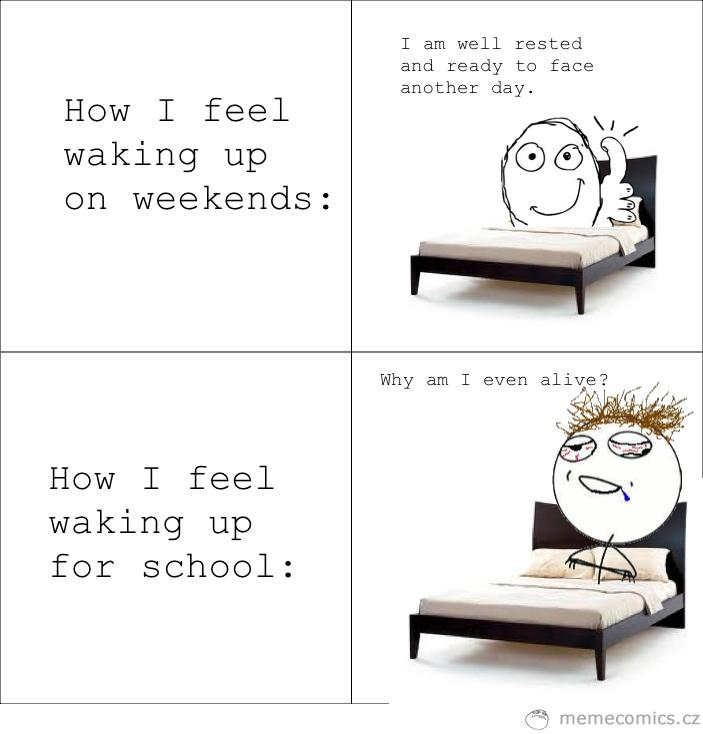 How I feel
waking up
on weekends:
I am well rested
and ready to face
another day.
How I feel
waking up
for school:
Why am I even alive?
memecomics.cz